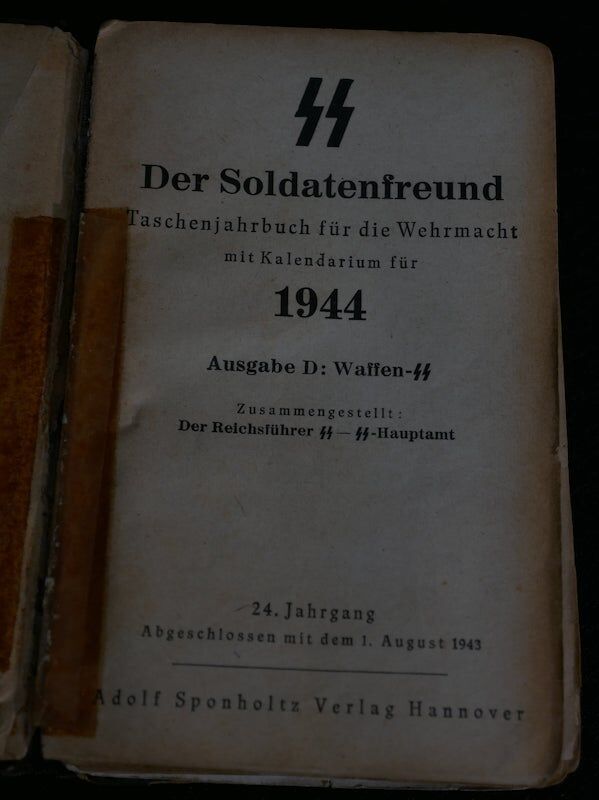 SS
Der Soldatenfreund
Taschenjahrbuch für die Wehrmacht
mit Kalendarium für
1944
Ausgabe D: Waffen-SS
Zusammengestellt:
Der Reichsführer SS — SS-Hauptamt
24. Jahrgang
Abgeschlossen mit dem 1. August 1943
Adolf Sponholtz Verlag Hannover